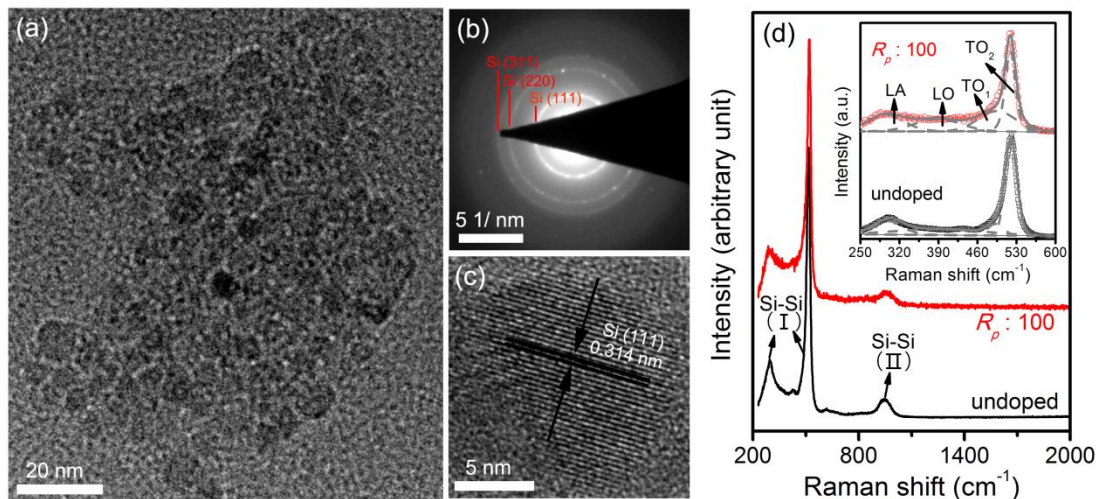 (a)
20 nm
(b)
Si (311)
Si (220)
Si (111)
5 1/ nm
(c)
Si (111)
0.314 nm
5 nm
(d)
Intensity (arbitrary unit)
Si-Si
(Ⅰ)
Si-Si
(Ⅱ)
R_p : 100
undoped
200 800 1400 2000
Raman shift (cm⁻¹)
Intensity (a.u.)
R_p : 100
LA
LO
TO₁
TO₂
undoped
250 320 390 460 530 600
Raman shift (cm⁻¹)